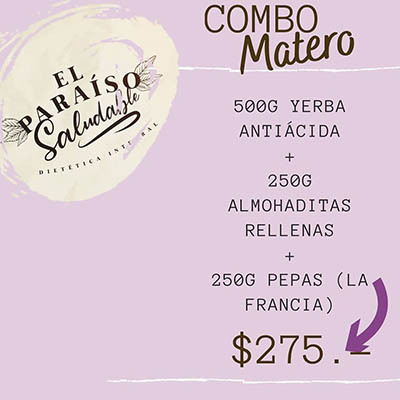 EL
PARAÍSO
Saludable
DIETÉTICA INTEGRAL
COMBO
Matero
500G YERBA
ANTIÁCIDA
+
250G
ALMOHADITAS
RELLENAS
+
250G PEPAS (LA
FRANCIA)
$275.-